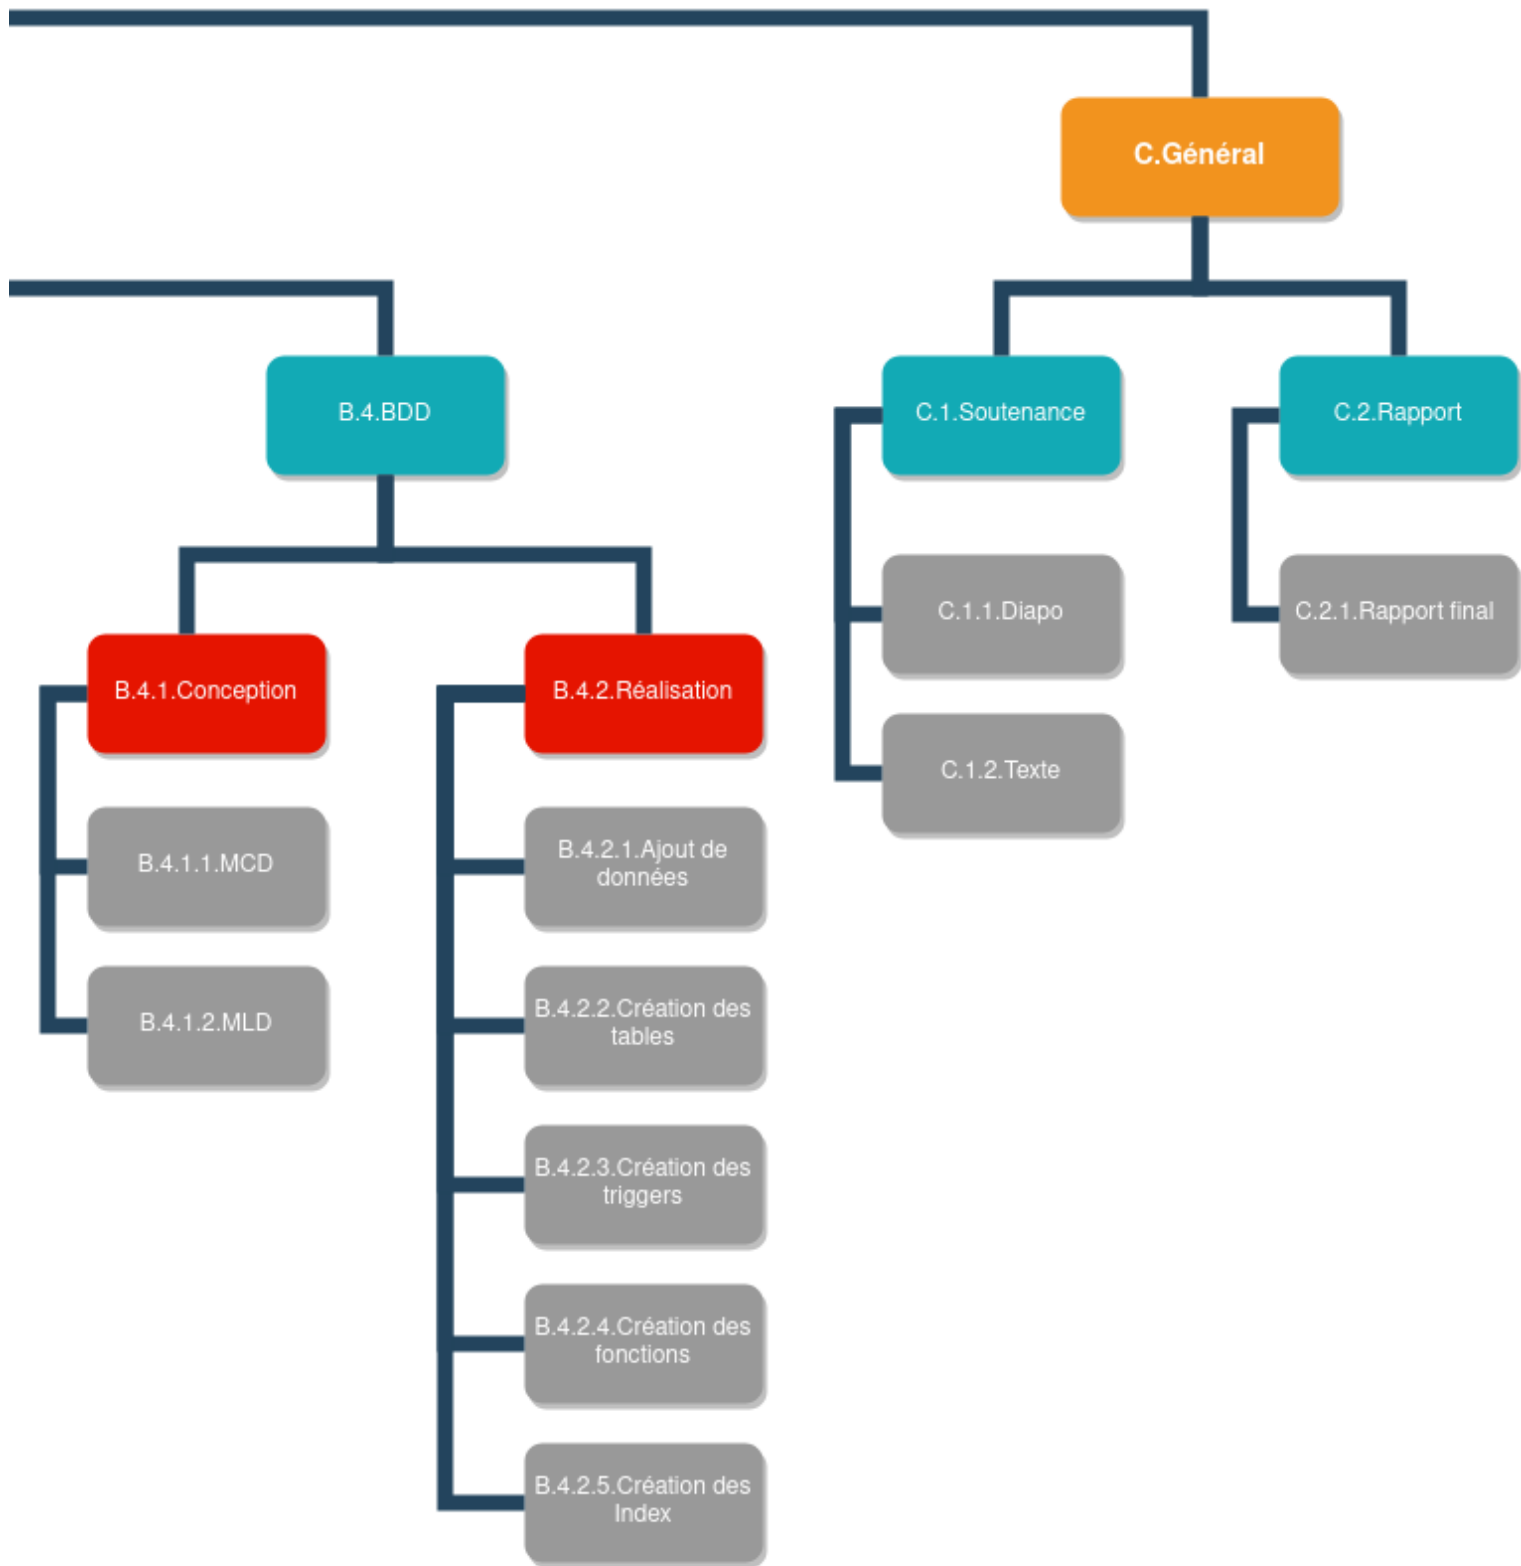 C.Général
B.4.BDD
C.1.Soutenance
C.2.Rapport
C.1.1.Diapo
C.2.1.Rapport final
B.4.1.Conception
B.4.2.Réalisation
C.1.2.Texte
B.4.1.1.MCD
B.4.2.1.Ajout de
données
B.4.1.2.MLD
B.4.2.2.Création des
tables
B.4.2.3.Création des
triggers
B.4.2.4.Création des
fonctions
B.4.2.5.Création des
Index